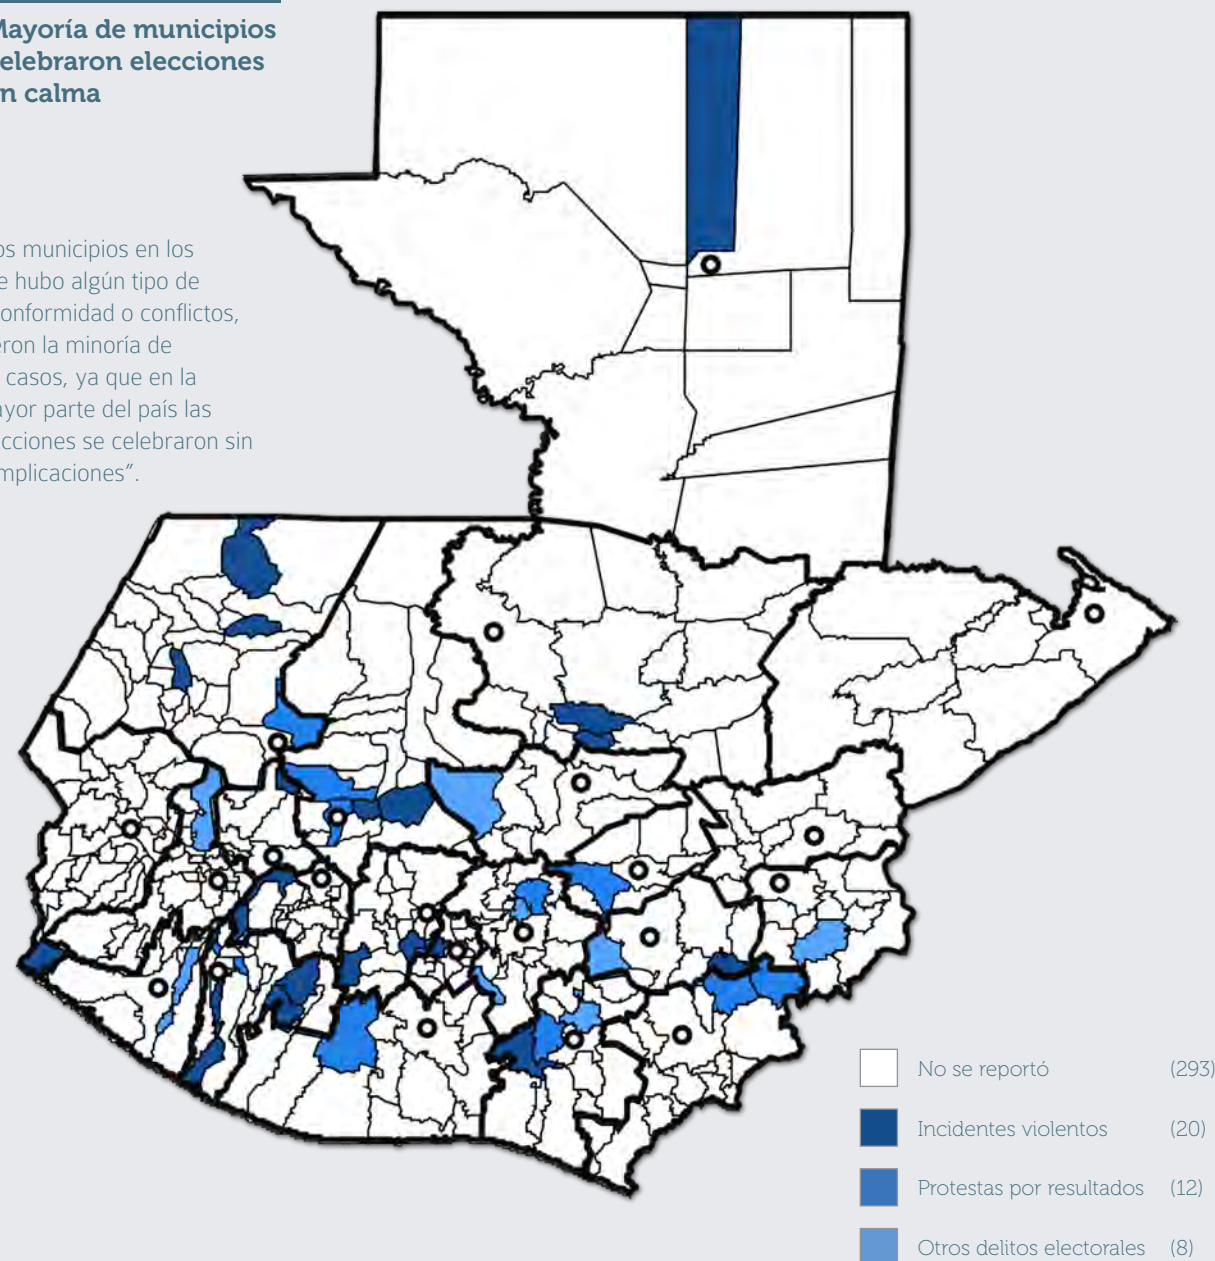 Mayoría de municipios
elebraron elecciones
n calma
os municipios en los
e hubo algún tipo de
conformidad o conflictos,
eron la minoría de
casos, ya que en la
ayor parte del país las
cciones se celebraron sin
mplicaciones”.
No se reportó (293)
Incidentes violentos (20)
Protestas por resultados (12)
Otros delitos electorales (8)